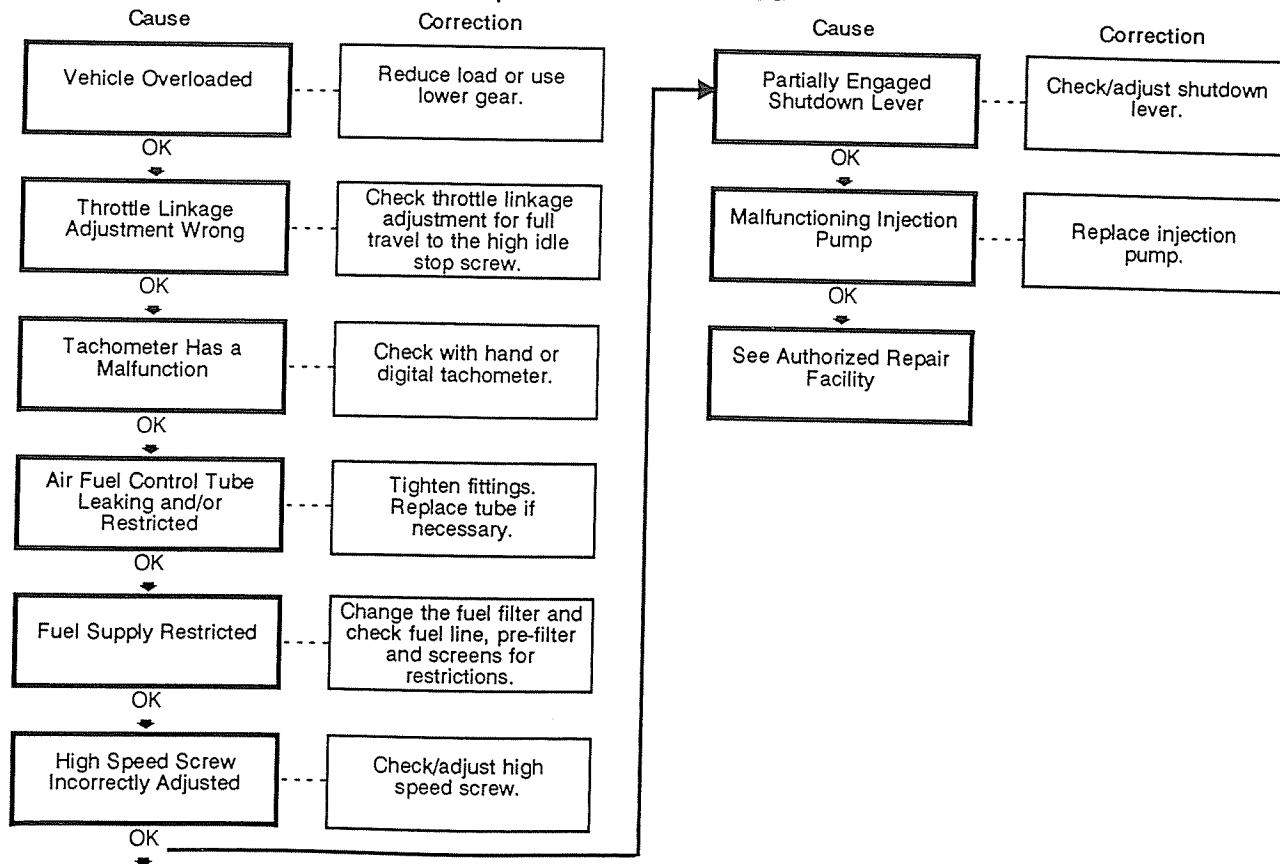 Cause
Correction
Vehicle Overloaded
Reduce load or use
lower gear.
OK
Throttle Linkage
Adjustment Wrong
Check throttle linkage
adjustment for full
travel to the high idle
stop screw.
OK
Tachometer Has a
Malfunction
Check with hand or
digital tachometer.
OK
Air Fuel Control Tube
Leaking and/or
Restricted
Tighten fittings.
Replace tube if
necessary.
OK
Fuel Supply Restricted
Change the fuel filter and
check fuel line, pre-filter
and screens for
restrictions.
OK
High Speed Screw
Incorrectly Adjusted
Check/adjust high
speed screw.
OK
Cause
Correction
Partially Engaged
Shutdown Lever
Check/adjust shutdown
lever.
OK
Malfunctioning Injection
Pump
Replace injection
pump.
OK
See Authorized Repair
Facility